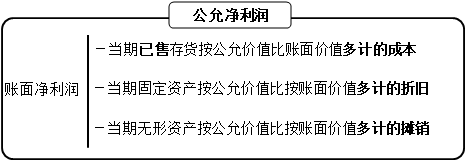 公允净利润
－当期已售存货按公允价值比账面价值多计的成本
账面净利润
－当期固定资产按公允价值比按账面价值多计的折旧
－当期无形资产按公允价值比按账面价值多计的摊销